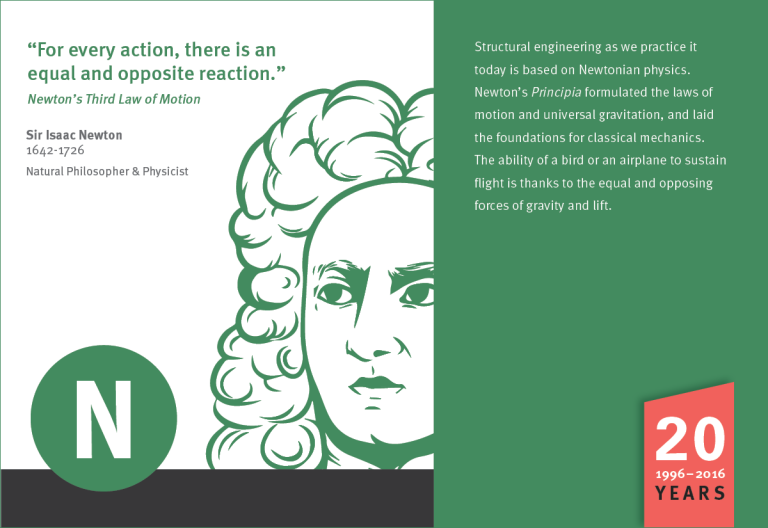 “For every action, there is an
equal and opposite reaction.”
Newton’s Third Law of Motion
Sir Isaac Newton
1642-1726
Natural Philosopher & Physicist
N
Structural engineering as we practice it
today is based on Newtonian physics.
Newton’s Principia formulated the laws of
motion and universal gravitation, and laid
the foundations for classical mechanics.
The ability of a bird or an airplane to sustain
flight is thanks to the equal and opposing
forces of gravity and lift.
20
1996–2016
YEARS